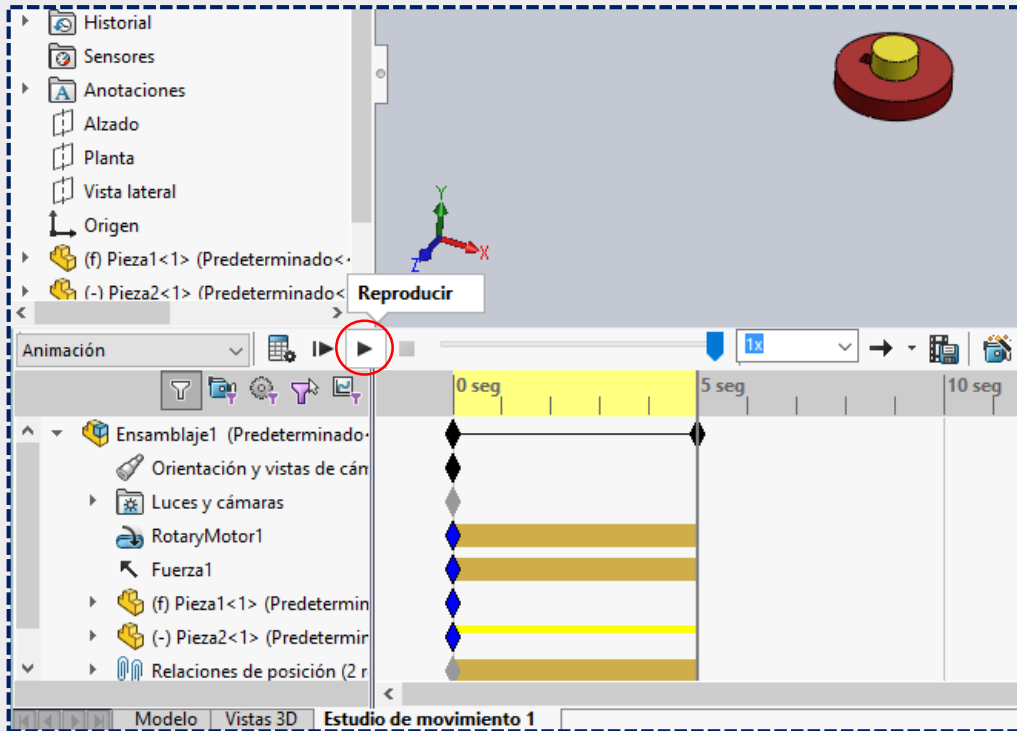 Historial
Sensores
A Anotaciones
Alzado
Planta
Vista lateral
Origen
(f) Pieza1<1> (Predeterminado<
(-) Pieza2<1> (Predeterminado<
Y
X
Z
Reproducir
Animación
1x
0 seg
5 seg
10 seg
Ensamblaje1 (Predeterminado
Orientación y vistas de cám
Luces y cámaras
RotaryMotor1
Fuerza1
(f) Pieza1<1> (Predetermin
(-) Pieza2<1> (Predetermin
Relaciones de posición (2 r
Modelo Vistas 3D Estudio de movimiento 1